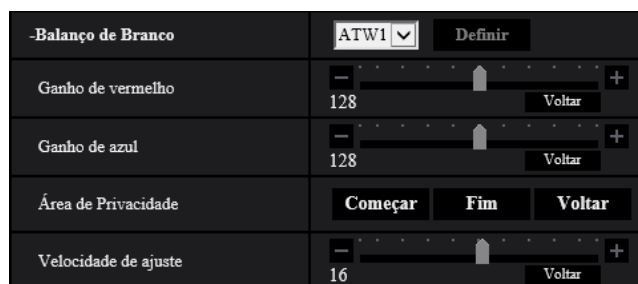 -Balanço de Branco ATW1 Definir
Ganho de vermelho
128 Voltar
Ganho de azul
128 Voltar
Área de Privacidade Começar Fim Voltar
Velocidade de ajuste
16 Voltar